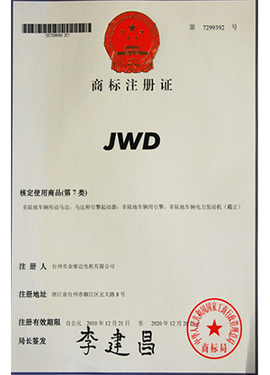 第 7299392 号
商标注册证
JWD
核定使用商品(第 7 类)
非陆地车辆传动马达；马达和引擎起动器；非陆地车辆用引擎；非陆地车辆电力发动机（截止）
注 册 人 台州市金维达电机有限公司
注册地址 浙江省台州市椒江区宏大路 8 号
注册有效期限 自公元 2010 年 12 月 21 日 至 2020 年 12 月 2
局长签发 李建昌
中华人民共和国国家工商行政管理总局
商标局